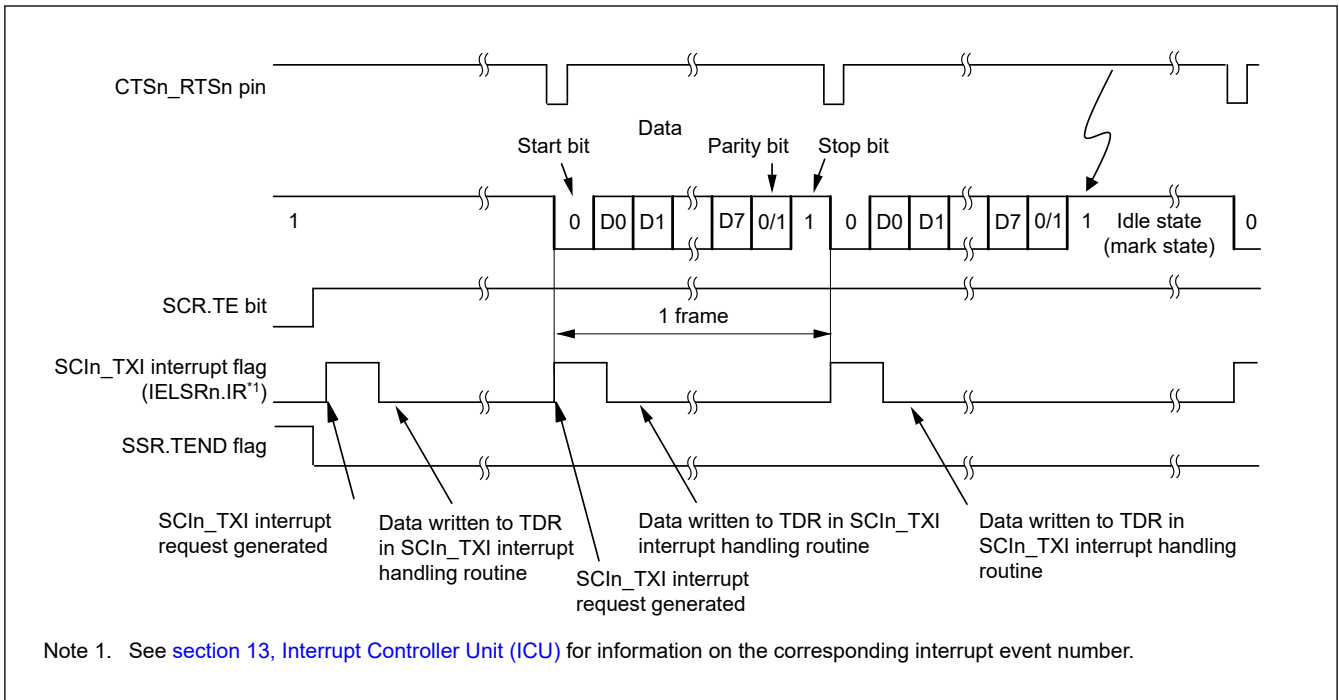 CTSn_RTSn pin
Data
Start bit
Parity bit
Stop bit
1
0
D0
D1
D7
0/1
1
0
D0
D1
D7
0/1
1
Idle state
(mark state)
0
SCR.TE bit
1 frame
SCIn_TXI interrupt flag
(IELSRn.IR*1)
SSR.TEND flag
SCIn_TXI interrupt
request generated
Data written to TDR
in SCIn_TXI interrupt
handling routine
SCIn_TXI interrupt
request generated
Data written to TDR in SCIn_TXI
interrupt handling routine
Data written to TDR in
SCIn_TXI interrupt handling
routine
Note 1. See section 13, Interrupt Controller Unit (ICU) for information on the corresponding interrupt event number.